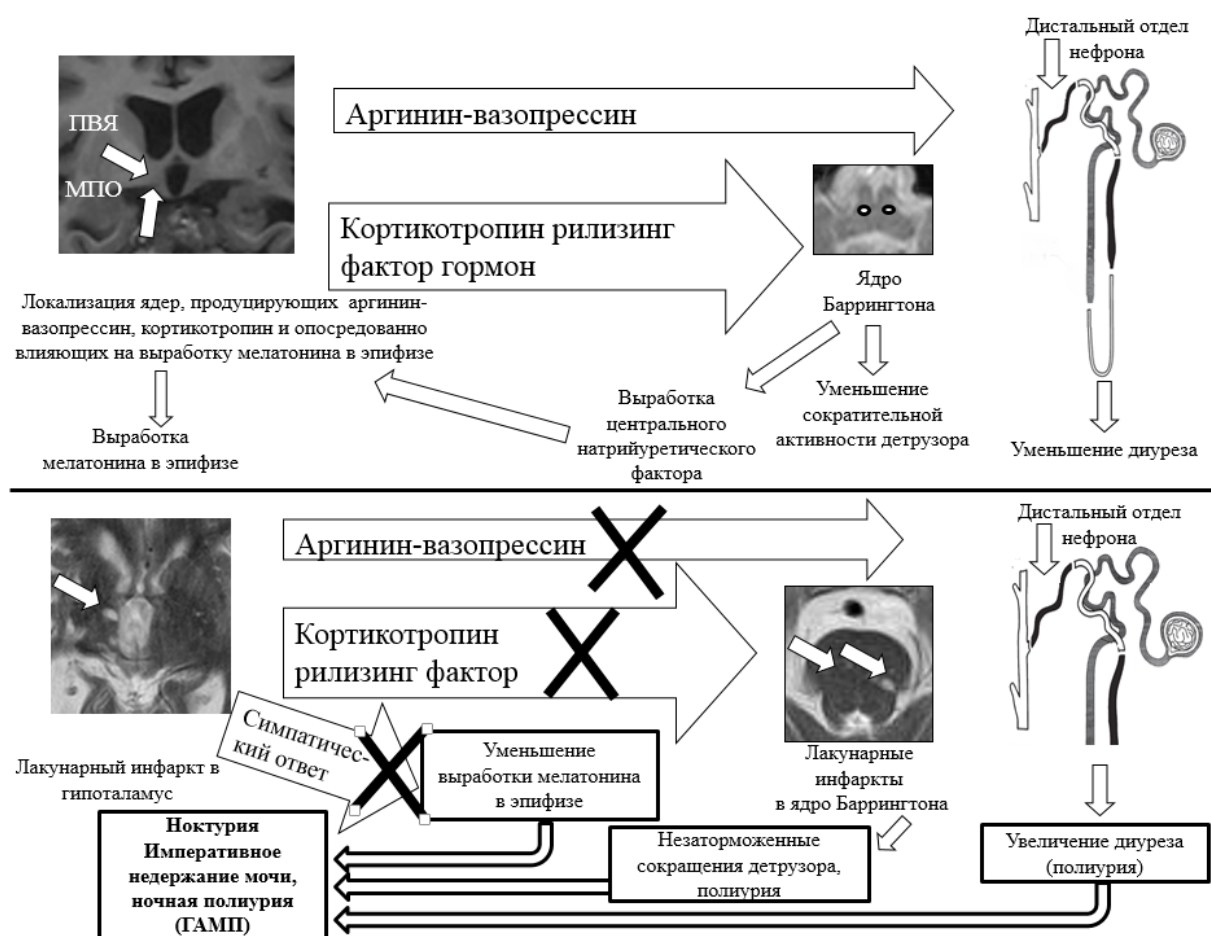 Дистальный отдел
нефрона
ПВЯ
МПО
Аргинин-вазопрессин
Кортикотропин рилизинг
фактор гормон
Ядро
Баррингтона
Локализация ядер, продуцирующих аргинин-
вазопрессин, кортикотропин и опосредованно
влияющих на выработку мелатонина в эпифизе
Выработка
мелатонина в эпифизе
Выработка
центрального
натрийуретического
фактора
Уменьшение
сократительной
активности детрузора
Уменьшение диуреза
Дистальный отдел
нефрона
Аргинин-вазопрессин
Кортикотропин
рилизинг фактор
Симпатичес-
кий ответ
Лакунарный инфаркт в
гипоталамус
Уменьшение
выработки мелатонина
в эпифизе
Лакунарные
инфаркты
в ядро Баррингтона
Ноктурия
Императивное
недержание мочи,
ночная полиурия
(ГАМП)
Незаторможенные
сокращения детрузора,
полиурия
Увеличение диуреза
(полиурия)